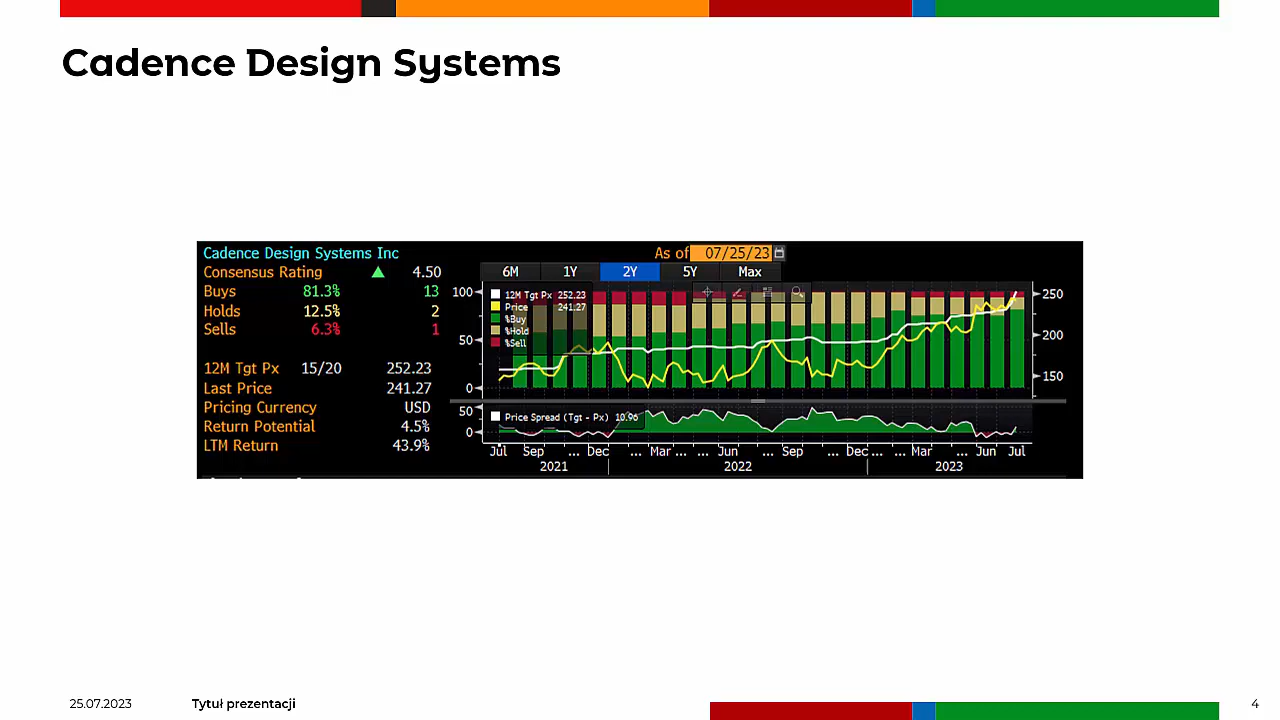 Cadence Design Systems
Cadence Design Systems Inc
As of 07/25/23
Consensus Rating 4.50
6M 1Y 2Y 5Y Max
Buys 81.3% 13
Holds 12.5% 2
Sells 6.3% 1
12M Tgt Px 15/20 252.23
Last Price 241.27
Pricing Currency USD
Return Potential 4.5%
LTM Return 43.9%
12M Tgt Px 252.23
Price 241.27
%Buy
%Hold
%Sell
100
50
0
250
200
150
Price Spread (Tgt - Px) 10.96
50
0
Jul Sep ... Dec ... Mar ... ... Jun ... Sep ... Dec ... ... Mar ... Jun Jul
2021 2022 2023
25.07.2023 Tytuł prezentacji 4